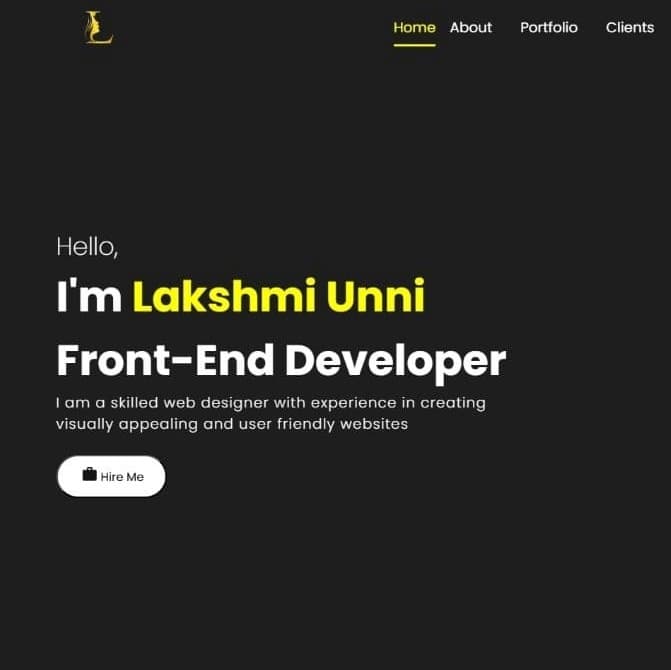 L
Home About Portfolio Clients
Hello,
I'm Lakshmi Unni
Front-End Developer
I am a skilled web designer with experience in creating
visually appealing and user friendly websites
Hire Me